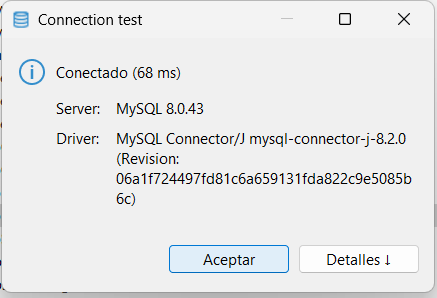 Connection test
Conectado (68 ms)
Server: MySQL 8.0.43
Driver: MySQL Connector/J mysql-connector-j-8.2.0
(Revision:
06a1f724497fd81c6a659131fda822c9e5085b
6c)
Aceptar
Detalles ↓